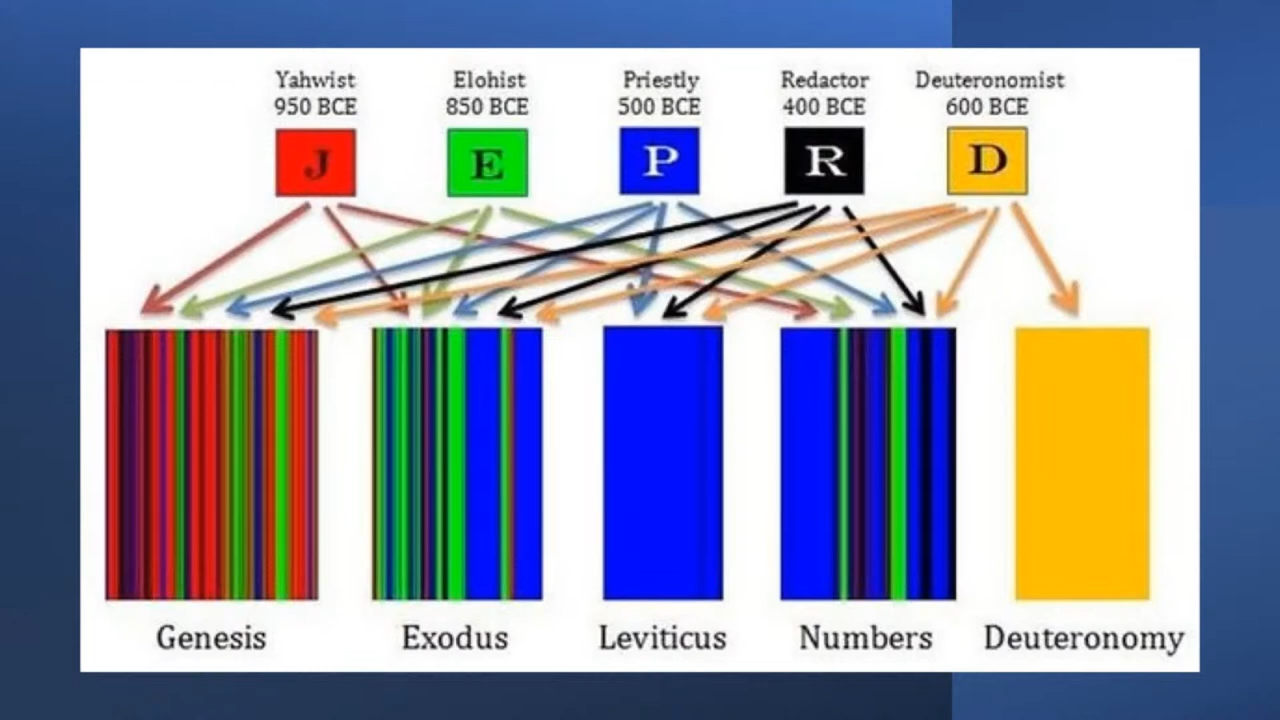 Yahwist
950 BCE
Elohist
850 BCE
Priestly
500 BCE
Redactor
400 BCE
Deuteronomist
600 BCE
J
E
P
R
D
Genesis
Exodus
Leviticus
Numbers
Deuteronomy